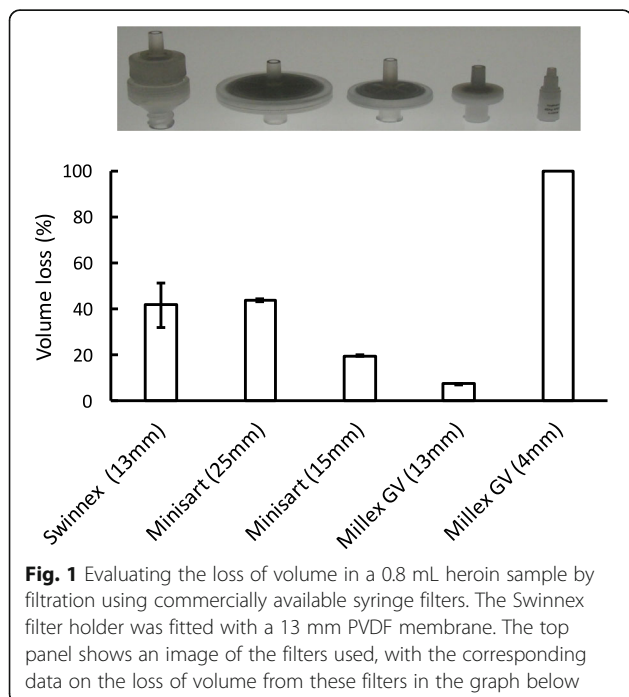 100
80
60
40
20
0
Volume loss (%)
Swinnex (13mm)
Minisart (25mm)
Minisart (15mm)
Millex GV (13mm)
Millex GV (4mm)
Fig. 1 Evaluating the loss of volume in a 0.8 mL heroin sample by
filtration using commercially available syringe filters. The Swinnex
filter holder was fitted with a 13 mm PVDF membrane. The top
panel shows an image of the filters used, with the corresponding
data on the loss of volume from these filters in the graph below